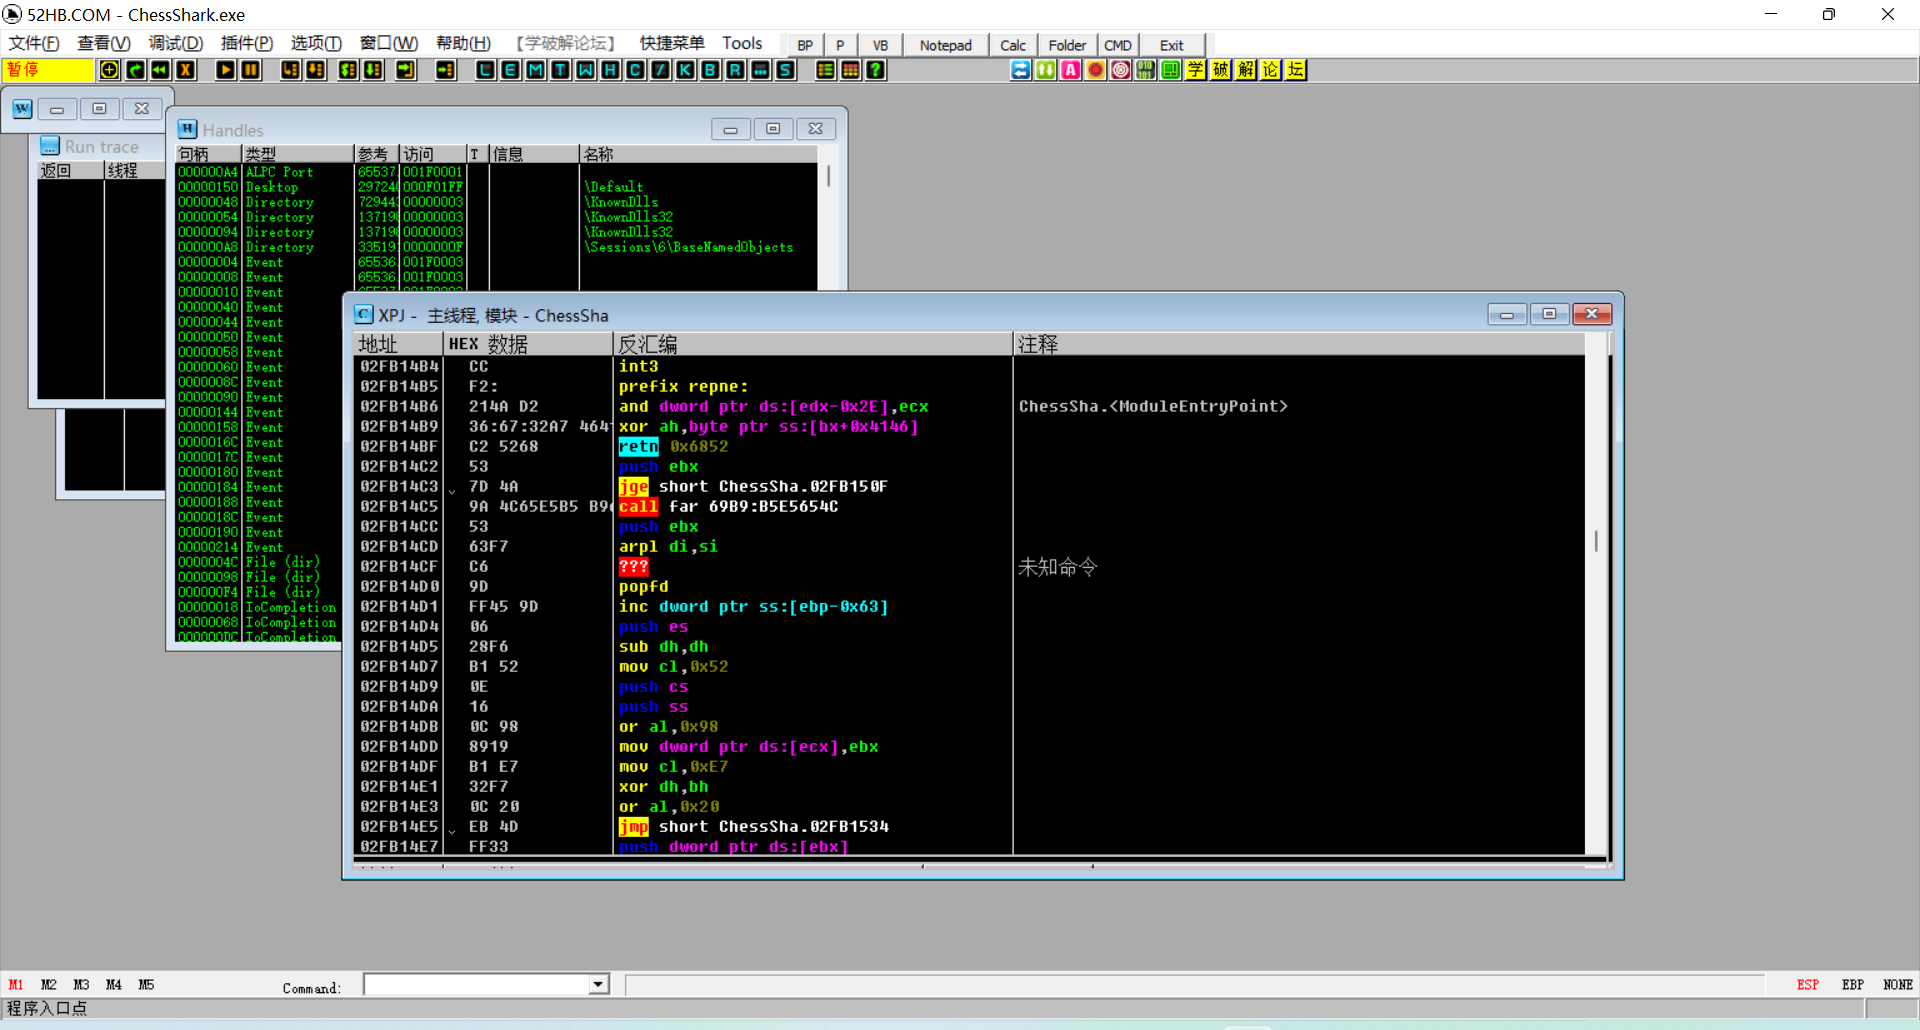 52HB.COM - ChessShark.exe
文件(F) 查看(V) 调试(D) 插件(P) 选项(T) 窗口(W) 帮助(H) 【学破解论坛】 快捷菜单 Tools BP P VB Notepad Calc Folder CMD Exit
暂停 X L E M T W H C / K B R ... S ? A 学 破 解 论 坛
W
Run trace
返回 线程
H Handles
句柄 类型 参考 访问 T 信息 名称
000000A4 ALPC Port 65537 001F0001
00000150 Desktop 29724 000F01FF \Default
00000048 Directory 72944 00000003 \KnownDlls
00000054 Directory 13719 00000003 \KnownDlls32
00000094 Directory 13719 00000003 \KnownDlls32
000000A8 Directory 33519 0000000F \Sessions\6\BaseNamedObjects
00000004 Event 65536 001F0003
00000008 Event 65536 001F0003
00000010 Event
00000040 Event
00000044 Event
00000050 Event
00000058 Event
00000060 Event
0000008C Event
00000090 Event
00000144 Event
00000158 Event
0000016C Event
0000017C Event
00000180 Event
00000184 Event
00000188 Event
0000018C Event
00000190 Event
00000214 Event
0000004C File (dir)
00000098 File (dir)
000000F4 File (dir)
00000018 IoCompletion
00000068 IoCompletion
000000DC IoCompletion
C XPJ - 主线程, 模块 - ChessSha
地址 HEX 数据 反汇编 注释
02FB14B4 CC int3
02FB14B5 F2: prefix repne:
02FB14B6 214A D2 and dword ptr ds:[edx-0x2E],ecx ChessSha.<ModuleEntryPoint>
02FB14B9 36:67:32A7 464 xor ah,byte ptr ss:[bx+0x4146]
02FB14BF C2 5268 retn 0x6852
02FB14C2 53 push ebx
02FB14C3 7D 4A jge short ChessSha.02FB150F
02FB14C5 9A 4C65E5B5 B9 call far 69B9:B5E5654C
02FB14CC 53 push ebx
02FB14CD 63F7 arpl di,si
02FB14CF C6 ??? 未知命令
02FB14D0 9D popfd
02FB14D1 FF45 9D inc dword ptr ss:[ebp-0x63]
02FB14D4 06 push es
02FB14D5 28F6 sub dh,dh
02FB14D7 B1 52 mov cl,0x52
02FB14D9 0E push cs
02FB14DA 16 push ss
02FB14DB 0C 98 or al,0x98
02FB14DD 8919 mov dword ptr ds:[ecx],ebx
02FB14DF B1 E7 mov cl,0xE7
02FB14E1 32F7 xor dh,bh
02FB14E3 0C 20 or al,0x20
02FB14E5 EB 4D jmp short ChessSha.02FB1534
02FB14E7 FF33 push dword ptr ds:[ebx]
M1 M2 M3 M4 M5 Command: ESP EBP NONE
程序入口点